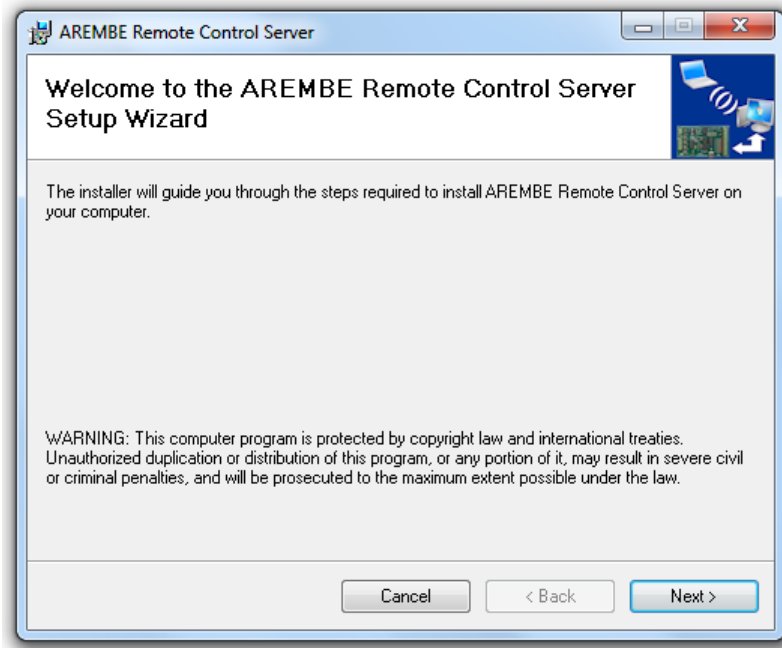 AREMBE Remote Control Server
Welcome to the AREMBE Remote Control Server
Setup Wizard
The installer will guide you through the steps required to install AREMBE Remote Control Server on
your computer.
WARNING: This computer program is protected by copyright law and international treaties.
Unauthorized duplication or distribution of this program, or any portion of it, may result in severe civil
or criminal penalties, and will be prosecuted to the maximum extent possible under the law.
Cancel
< Back
Next >